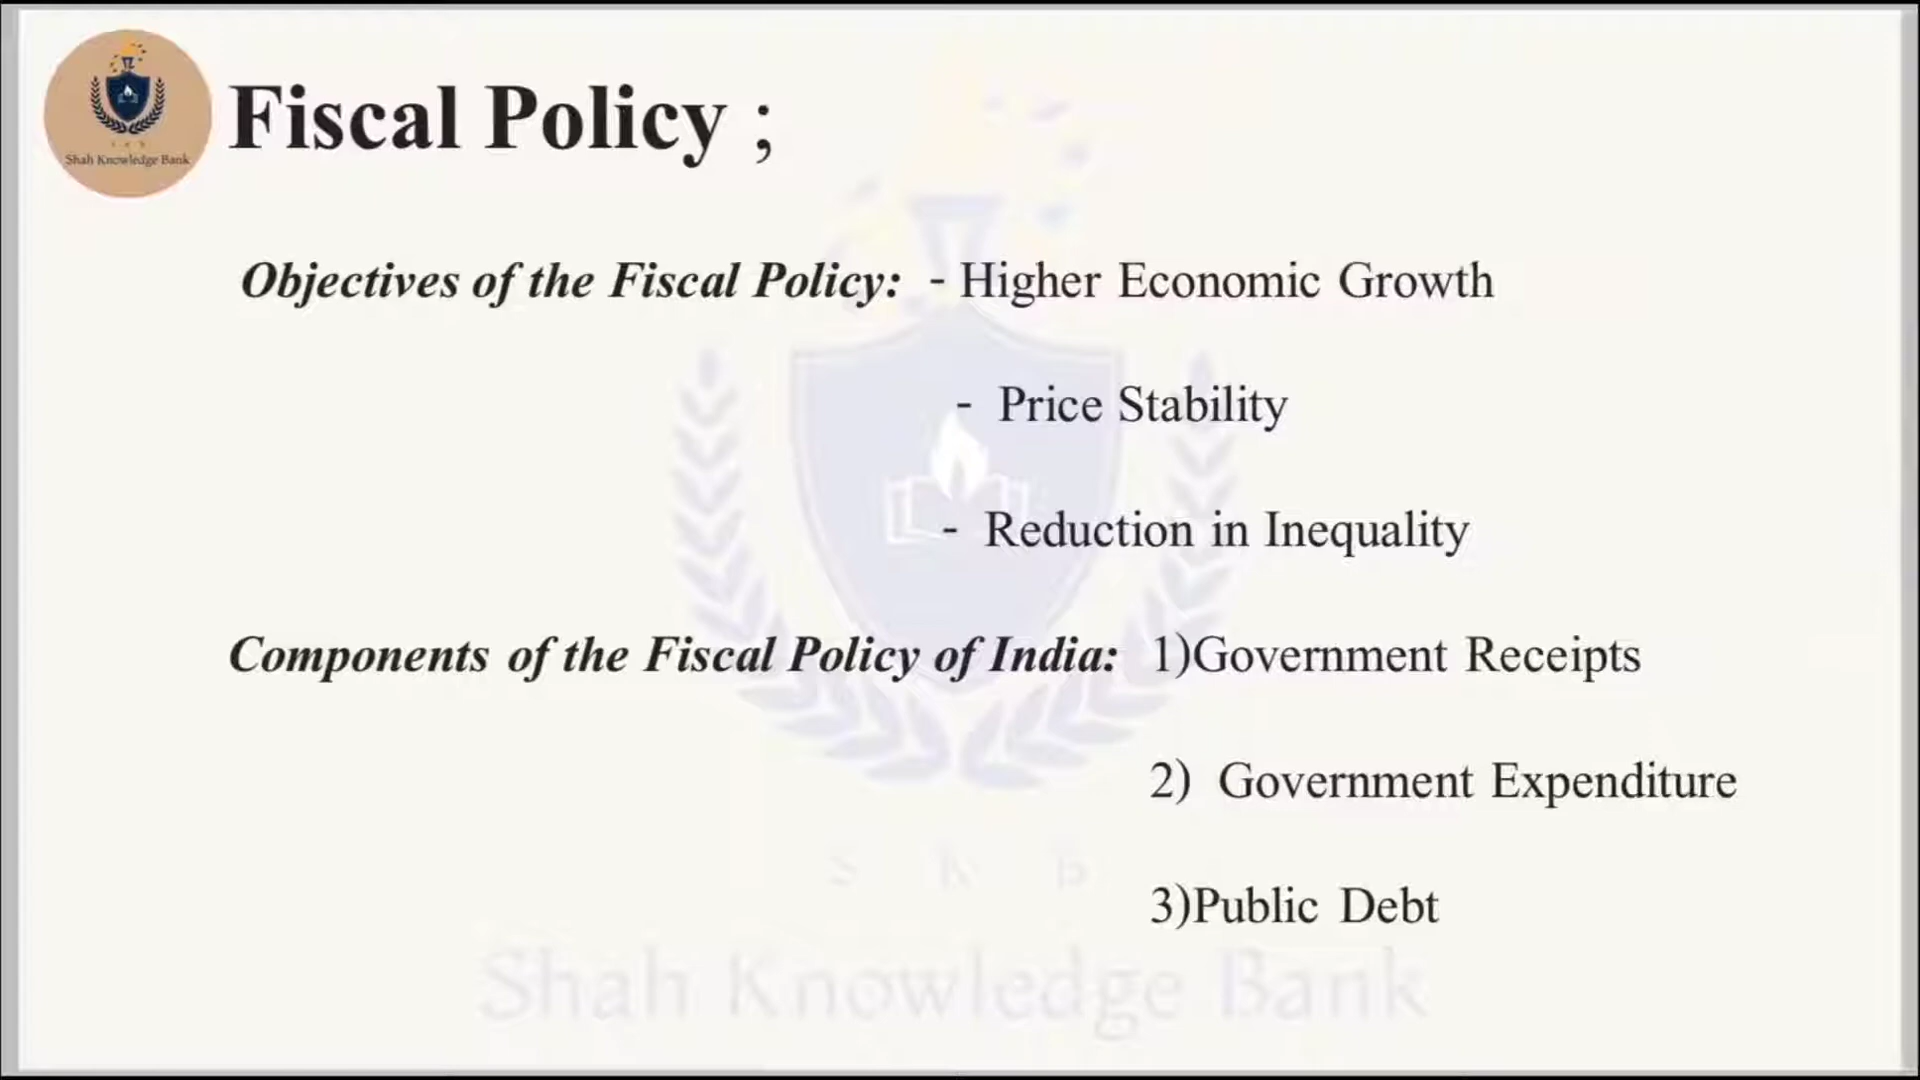 Shah Knowledge Bank
Fiscal Policy ;
Objectives of the Fiscal Policy: - Higher Economic Growth
- Price Stability
- Reduction in Inequality
Components of the Fiscal Policy of India: 1)Government Receipts
2) Government Expenditure
3)Public Debt
S K B
Shah Knowledge Bank